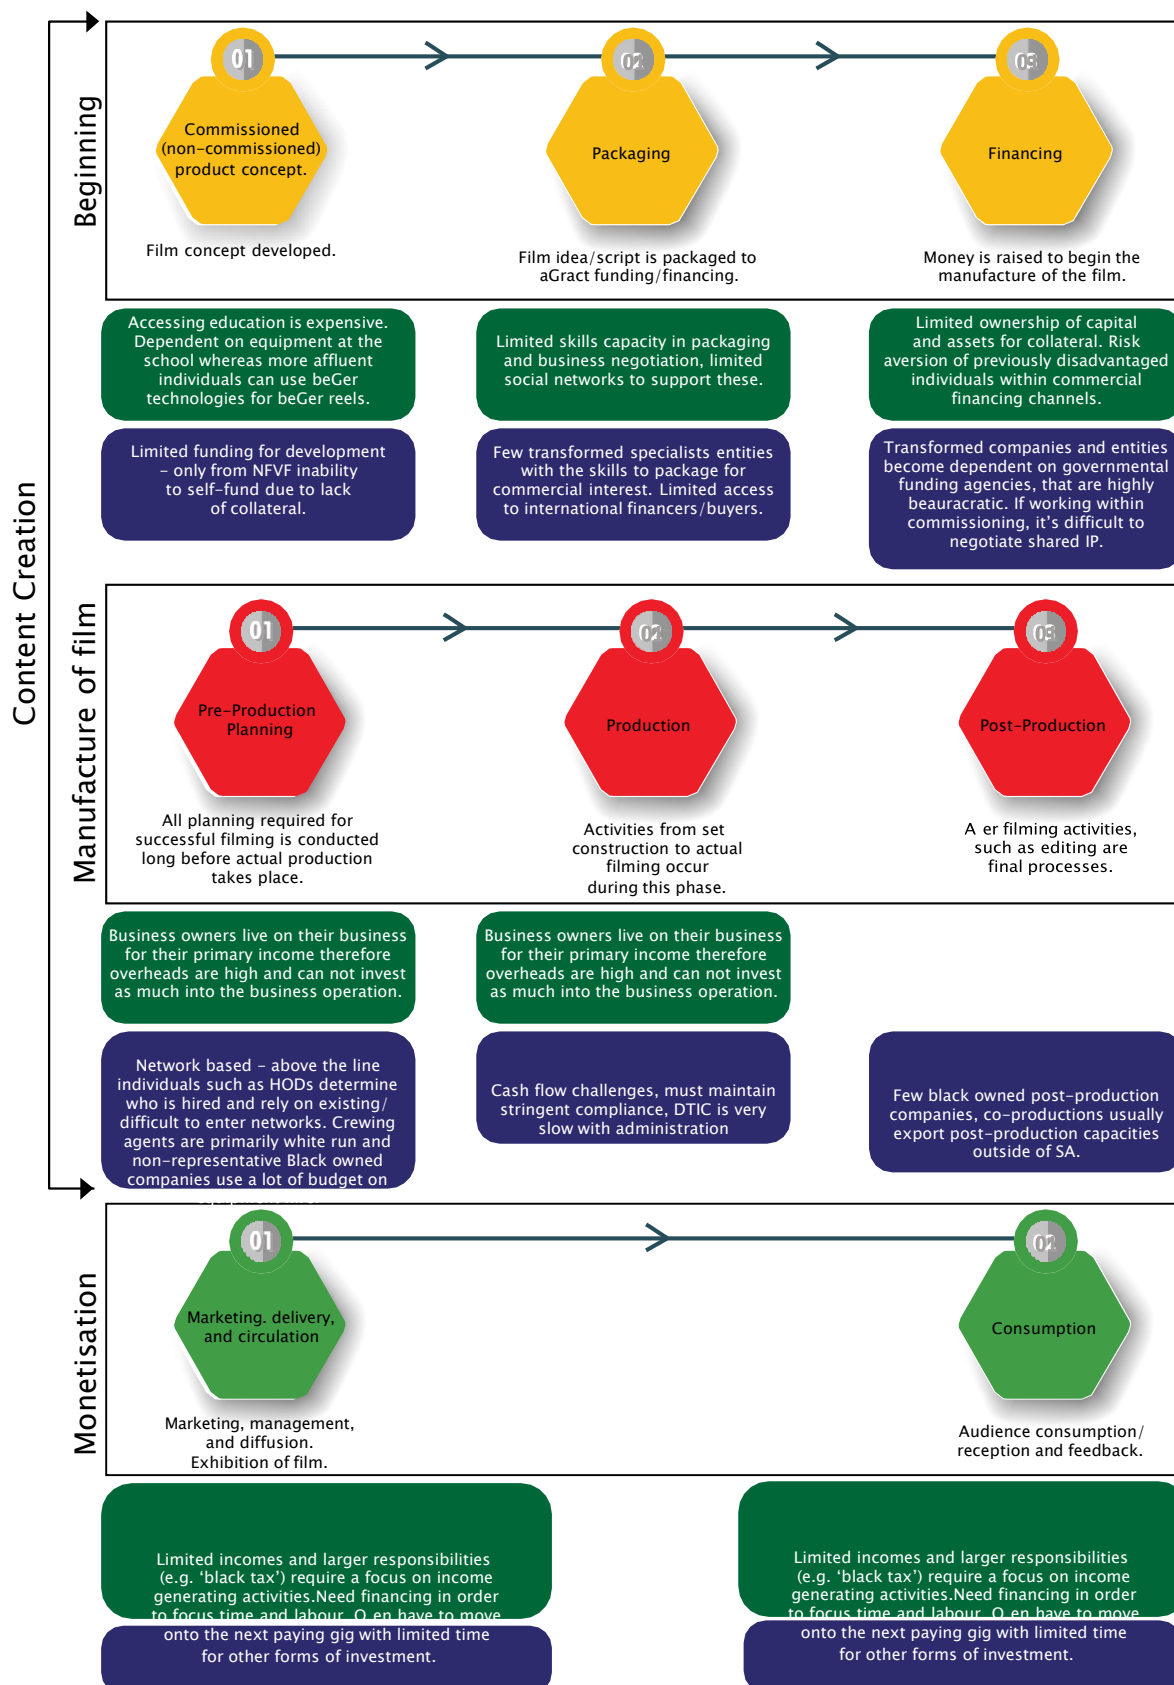 Content Creation
Beginning
01
02
03
Commissioned
(non-commissioned)
product concept.
Packaging
Financing
Film concept developed.
Film idea/script is packaged to
aGract funding/financing.
Money is raised to begin the
manufacture of the film.
Accessing education is expensive.
Dependent on equipment at the
school whereas more affluent
individuals can use beGer
technologies for beGer reels.
Limited skills capacity in packaging
and business negotiation, limited
social networks to support these.
Limited ownership of capital
and assets for collateral. Risk
aversion of previously disadvantaged
individuals within commercial
financing channels.
Limited funding for development
– only from NFVF inability
to self-fund due to lack
of collateral.
Few transformed specialists entities
with the skills to package for
commercial interest. Limited access
to international financers/buyers.
Transformed companies and entities
become dependent on governmental
funding agencies, that are highly
beauracratic. If working within
commissioning, it's difficult to
negotiate shared IP.
Manufacture of film
01
02
03
Pre-Production
Planning
Production
Post-Production
All planning required for
successful filming is conducted
long before actual production
takes place.
Activities from set
construction to actual
filming occur
during this phase.
A er filming activities,
such as editing are
final processes.
Business owners live on their business
for their primary income therefore
overheads are high and can not invest
as much into the business operation.
Business owners live on their business
for their primary income therefore
overheads are high and can not invest
as much into the business operation.
Network based – above the line
individuals such as HODs determine
who is hired and rely on existing/
difficult to enter networks. Crewing
agents are primarily white run and
non-representative Black owned
companies use a lot of budget on
Cash flow challenges, must maintain
stringent compliance, DTIC is very
slow with administration
Few black owned post-production
companies, co-productions usually
export post-production capacities
outside of SA.
Monetisation
01
02
Marketing. delivery,
and circulation
Consumption
Marketing, management,
and diffusion.
Exhibition of film.
Audience consumption/
reception and feedback.
Limited incomes and larger responsibilities
(e.g. 'black tax') require a focus on income
generating activities.Need financing in order
to focus time and labour. O en have to move
onto the next paying gig with limited time
for other forms of investment.
Limited incomes and larger responsibilities
(e.g. 'black tax') require a focus on income
generating activities.Need financing in order
to focus time and labour. O en have to move
onto the next paying gig with limited time
for other forms of investment.